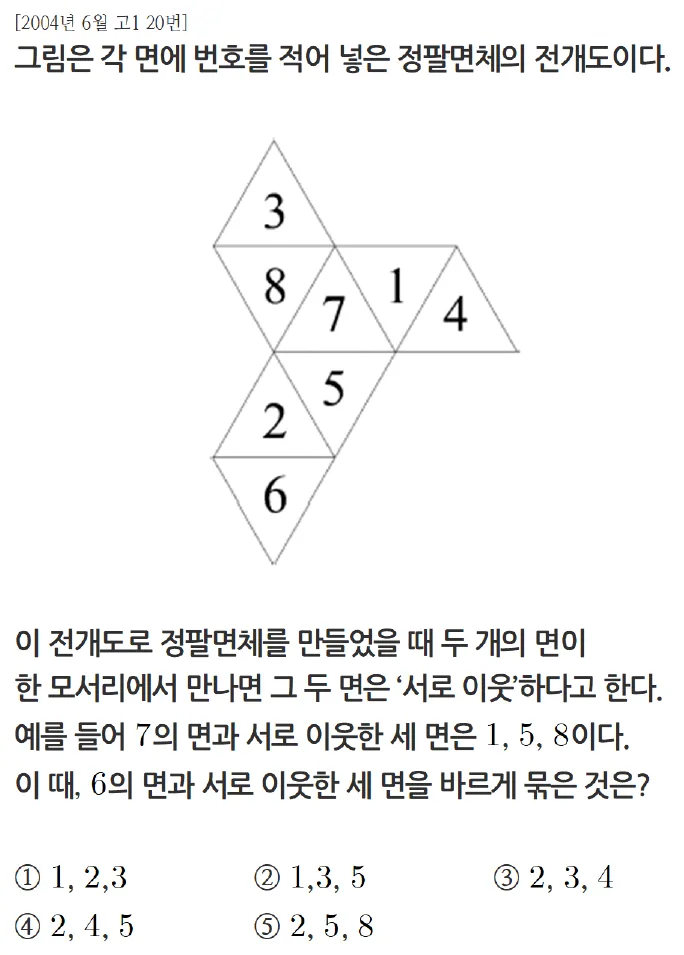 [2004년 6월 고1 20번]
그림은 각 면에 번호를 적어 넣은 정팔면체의 전개도이다.
3
8 7 1 4
5
2
6
이 전개도로 정팔면체를 만들었을 때 두 개의 면이
한 모서리에서 만나면 그 두 면은 ‘서로 이웃’하다고 한다.
예를 들어 7의 면과 서로 이웃한 세 면은 1, 5, 8이다.
이 때, 6의 면과 서로 이웃한 세 면을 바르게 묶은 것은?
① 1, 2,3 ② 1,3, 5 ③ 2, 3, 4
④ 2, 4, 5 ⑤ 2, 5, 8